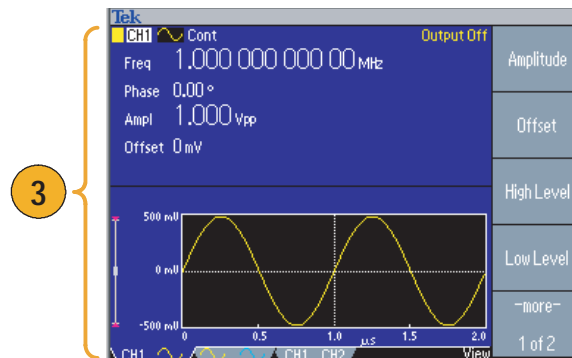 Tek
CH1 Cont Output Off
Freq 1.000 000 000 00 MHz
Phase 0.00 °
Ampl 1.000 Vpp
Offset 0 mV
Amplitude
Offset
High Level
Low Level
-more-
1 of 2
3
500 mV
0 mV
-500 mV
0 0.5 1.0 1.5 2.0
µs
CH1 CH1 CH2 View